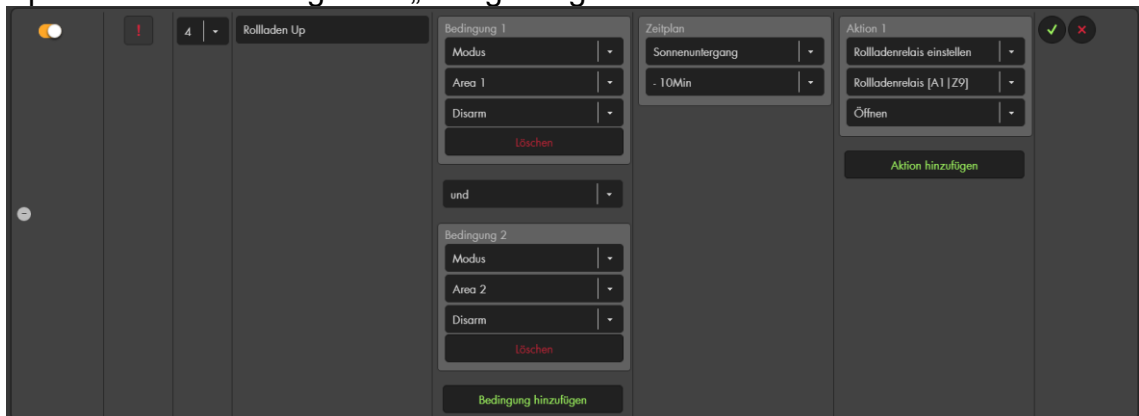 4
Rollladen Up
Bedingung 1
Modus
Area 1
Disarm
Löschen
und
Bedingung 2
Modus
Area 2
Disarm
Löschen
Bedingung hinzufügen
Zeitplan
Sonnenuntergang
- 10Min
Aktion 1
Rollladenrelais einstellen
Rollladenrelais [A1|Z9]
Öffnen
Aktion hinzufügen